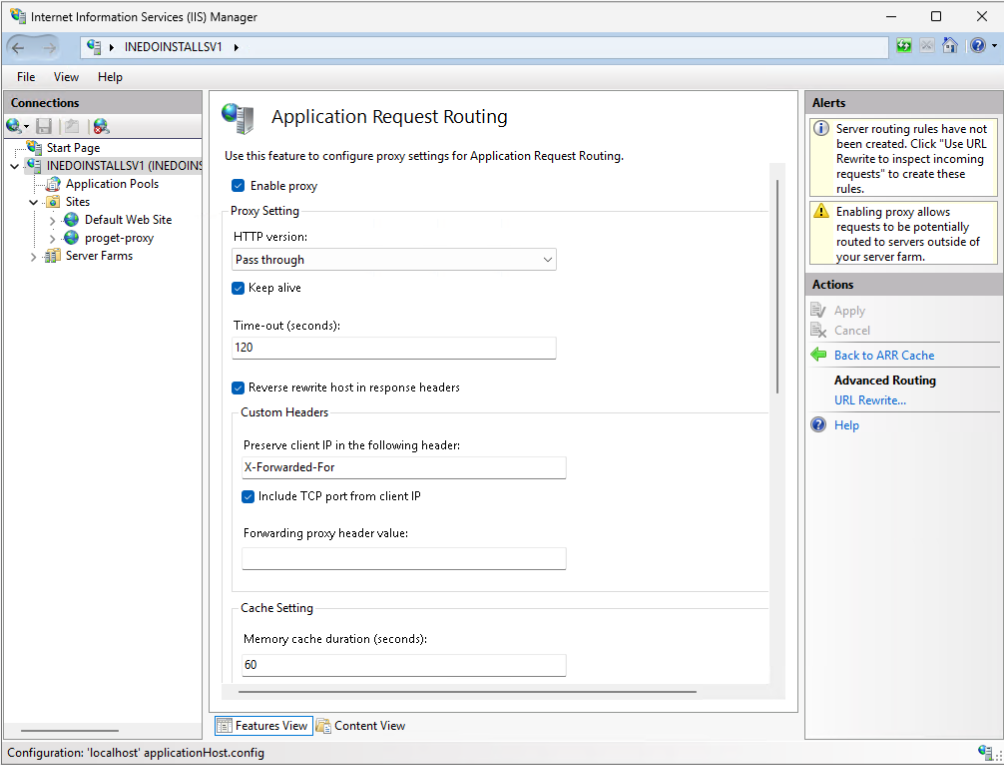 Internet Information Services (IIS) Manager
INEDOINSTALLSV1
File View Help
Connections
Start Page
INEDOINSTALLSV1 (INEDOINS
Application Pools
Sites
Default Web Site
proget-proxy
Server Farms
Application Request Routing
Use this feature to configure proxy settings for Application Request Routing.
Enable proxy
Proxy Setting
HTTP version:
Pass through
Keep alive
Time-out (seconds):
120
Reverse rewrite host in response headers
Custom Headers
Preserve client IP in the following header:
X-Forwarded-For
Include TCP port from client IP
Forwarding proxy header value:
Cache Setting
Memory cache duration (seconds):
60
Features View Content View
Alerts
Server routing rules have not
been created. Click "Use URL
Rewrite to inspect incoming
requests" to create these
rules.
Enabling proxy allows
requests to be potentially
routed to servers outside of
your server farm.
Actions
Apply
Cancel
Back to ARR Cache
Advanced Routing
URL Rewrite...
Help
Configuration: 'localhost' applicationHost.config